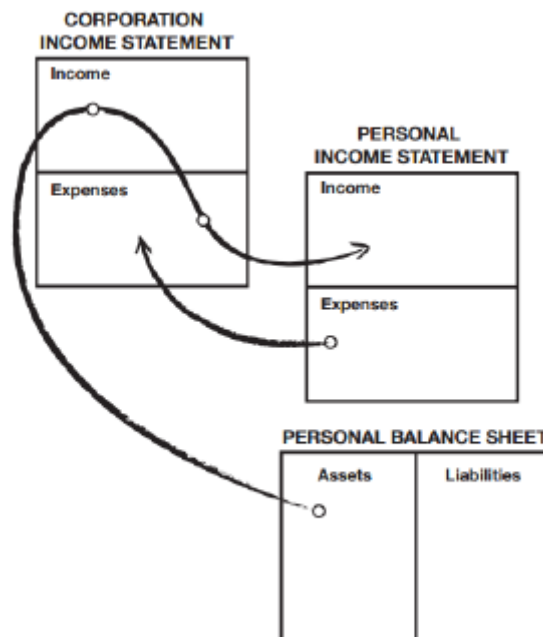 CORPORATION
INCOME STATEMENT
Income
Expenses
PERSONAL
INCOME STATEMENT
Income
Expenses
PERSONAL BALANCE SHEET
Assets
Liabilities